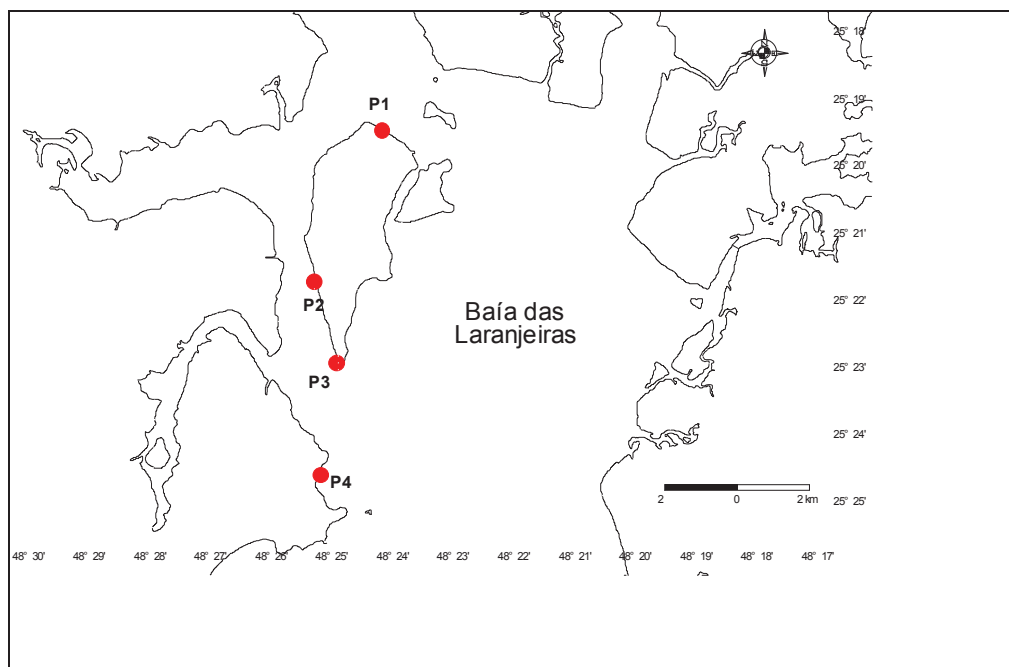 25° 18'
25° 19'
P1
25° 20'
25° 21'
P2
25° 22'
Baía das
Laranjeiras
P3
25° 23'
25° 24'
P4
2 0 2 km
25° 25'
48° 30' 48° 29' 48° 28' 48° 27' 48° 26' 48° 25' 48° 24' 48° 23' 48° 22' 48° 21' 48° 20' 48° 19' 48° 18' 48° 17'